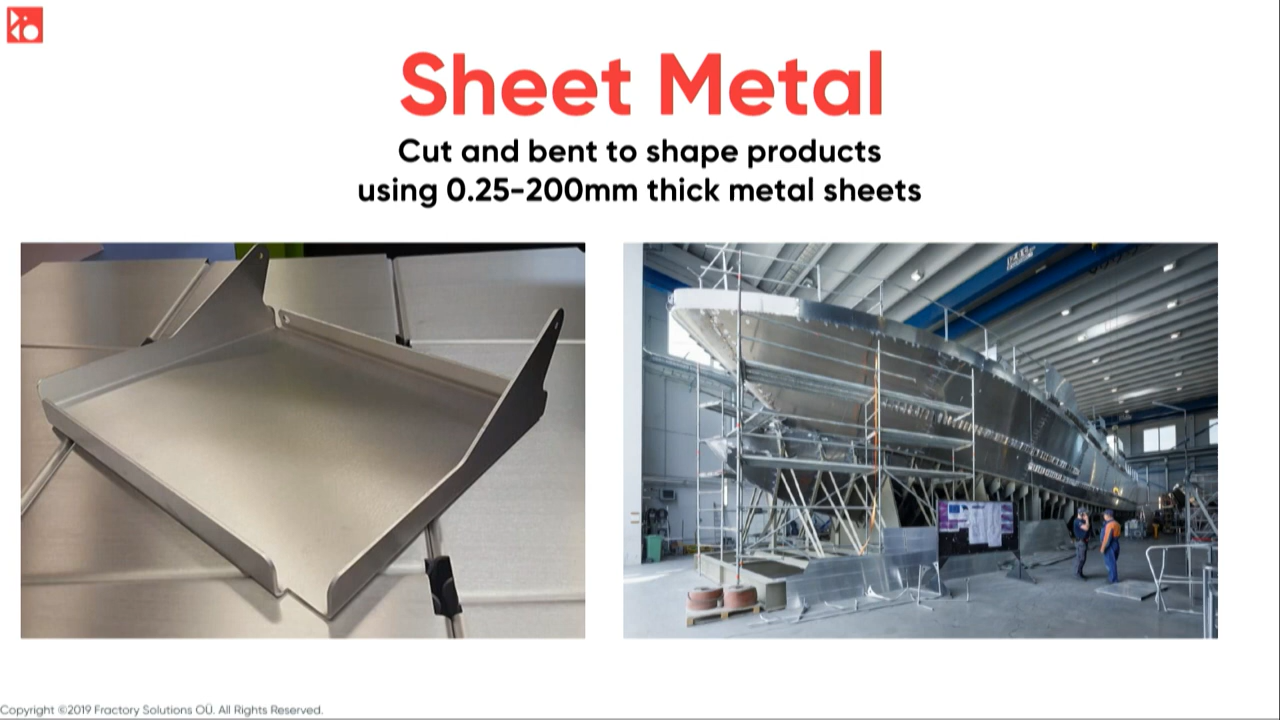 Sheet Metal
Cut and bent to shape products
using 0.25-200mm thick metal sheets
Copyright ©2019 Fractory Solutions OÜ. All Rights Reserved.